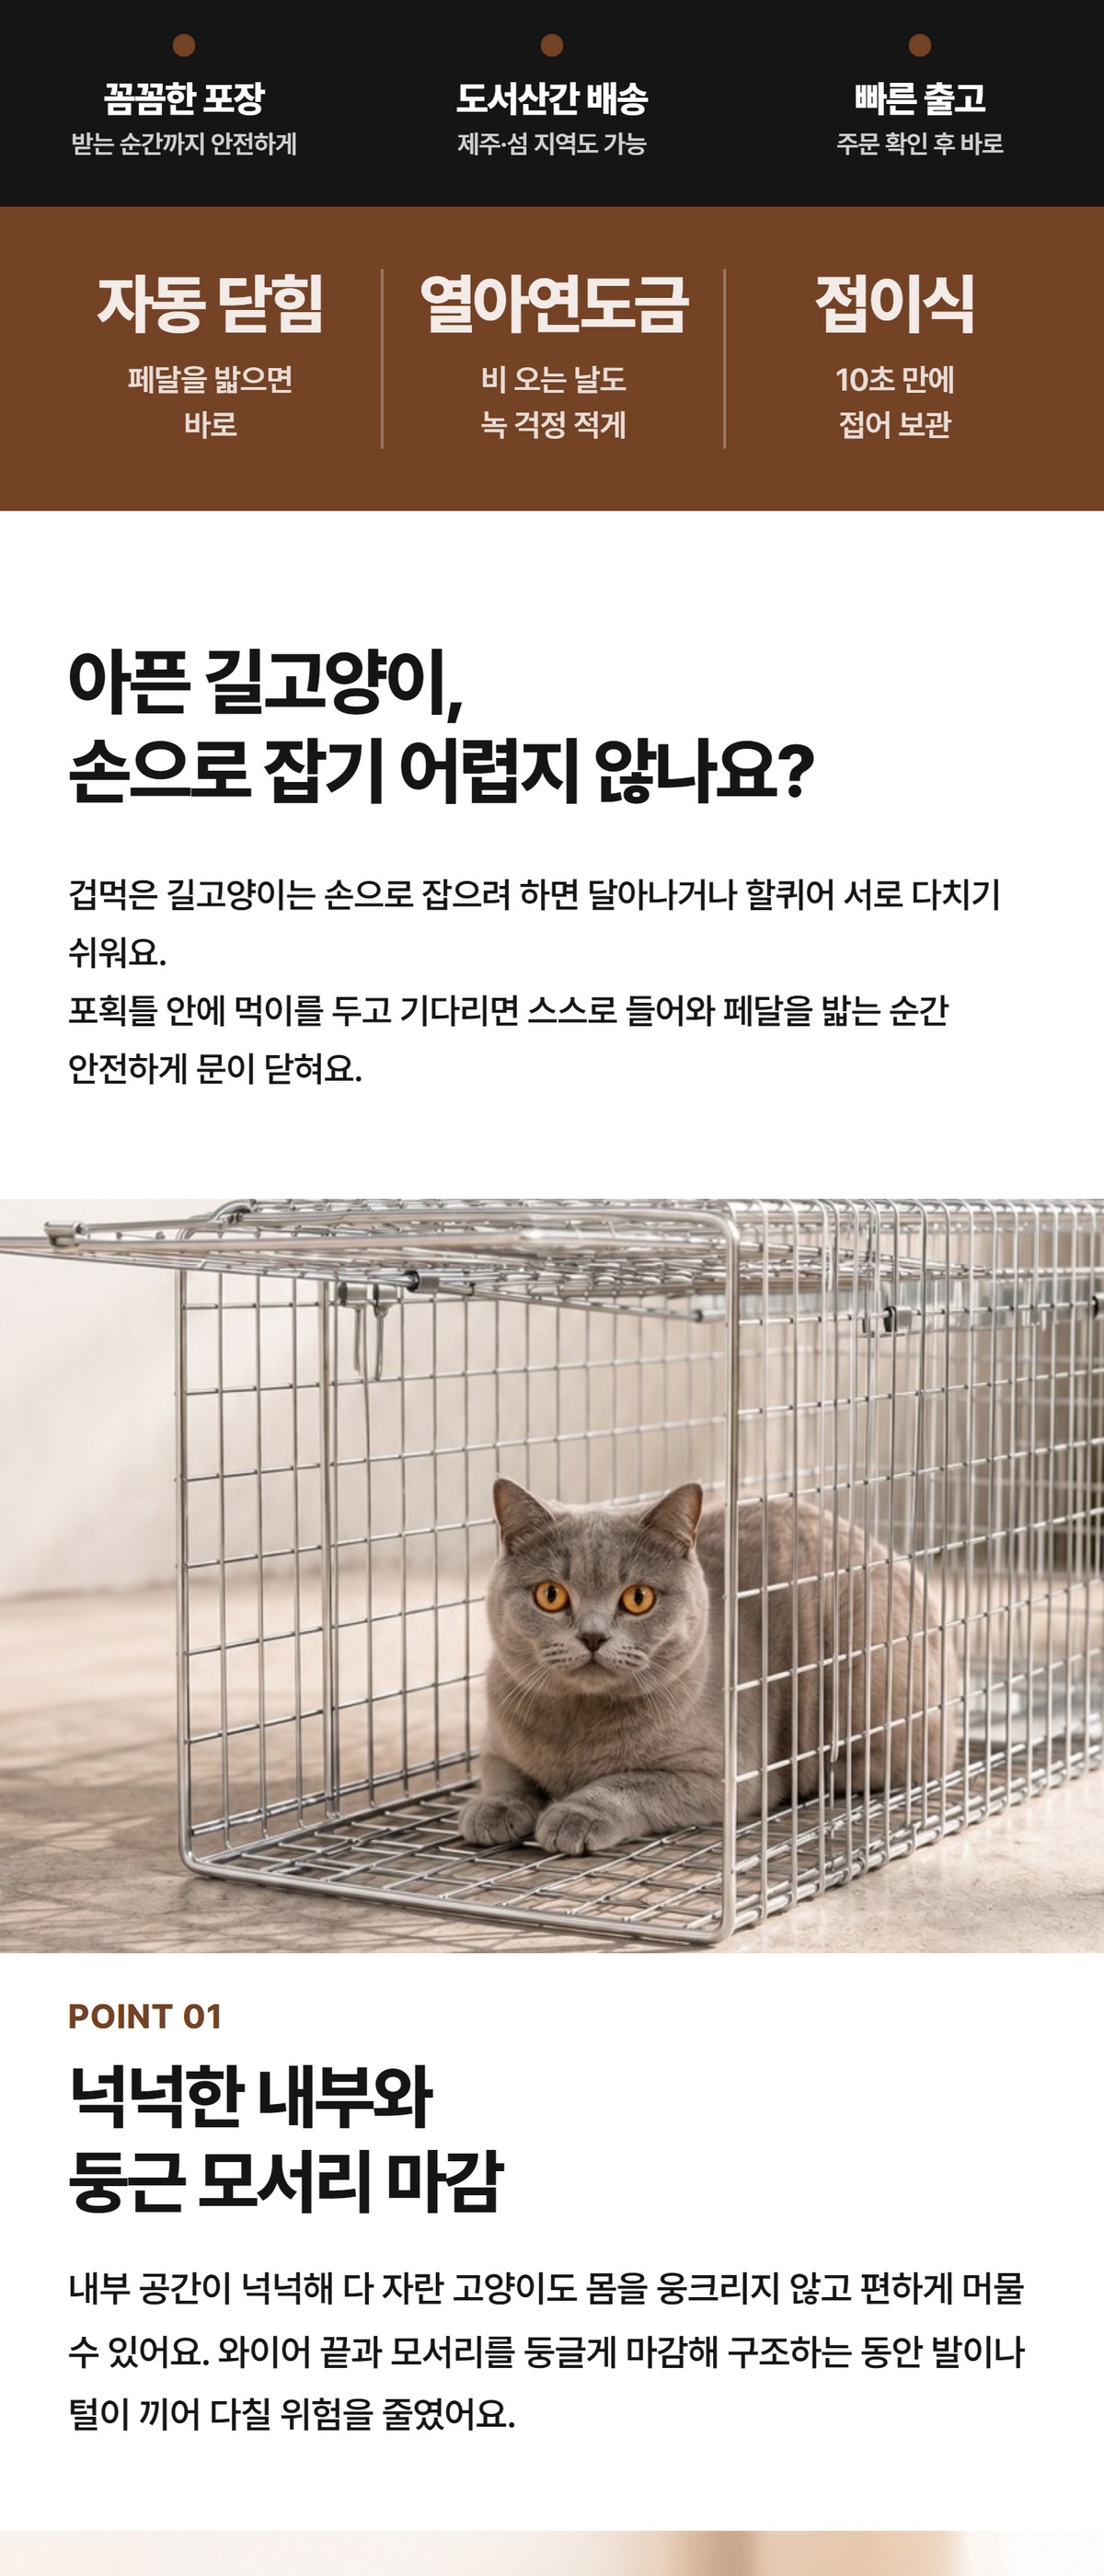 꼼꼼한 포장
받는 순간까지 안전하게
도서산간 배송
제주·섬 지역도 가능
빠른 출고
주문 확인 후 바로
자동 닫힘
페달을 밟으면
바로
열아연도금
비 오는 날도
녹 걱정 적게
접이식
10초 만에
접어 보관
아픈 길고양이,
손으로 잡기 어렵지 않나요?
겁먹은 길고양이는 손으로 잡으려 하면 달아나거나 할퀴어 서로 다치기
쉬워요.
포획틀 안에 먹이를 두고 기다리면 스스로 들어와 페달을 밟는 순간
안전하게 문이 닫혀요.
POINT 01
넉넉한 내부와
둥근 모서리 마감
내부 공간이 넉넉해 다 자란 고양이도 몸을 웅크리지 않고 편하게 머물
수 있어요. 와이어 끝과 모서리를 둥글게 마감해 구조하는 동안 발이나
털이 끼어 다칠 위험을 줄였어요.